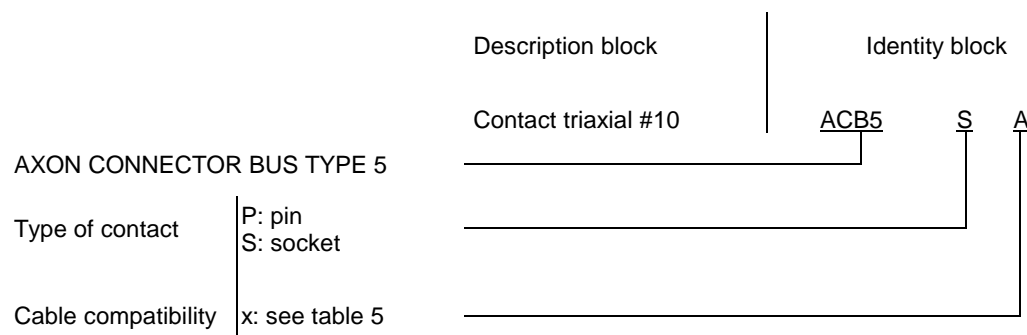 Description block Identity block
Contact triaxial #10 ACB5 S A
AXON CONNECTOR BUS TYPE 5
Type of contact P: pin
S: socket
Cable compatibility x: see table 5